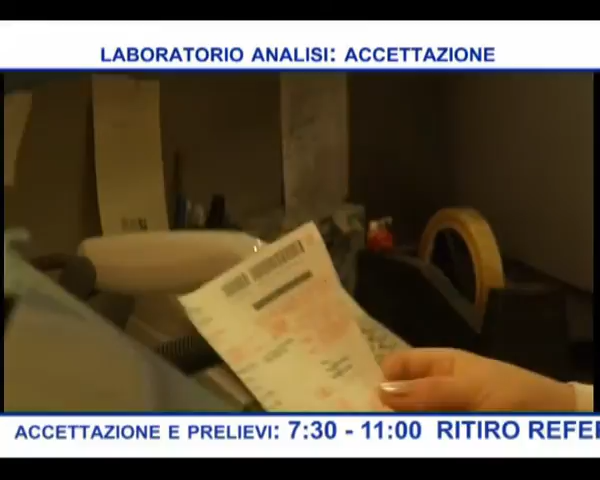 LABORATORIO ANALISI: ACCETTAZIONE
ACCETTAZIONE E PRELIEVI: 7:30 - 11:00 RITIRO REFE